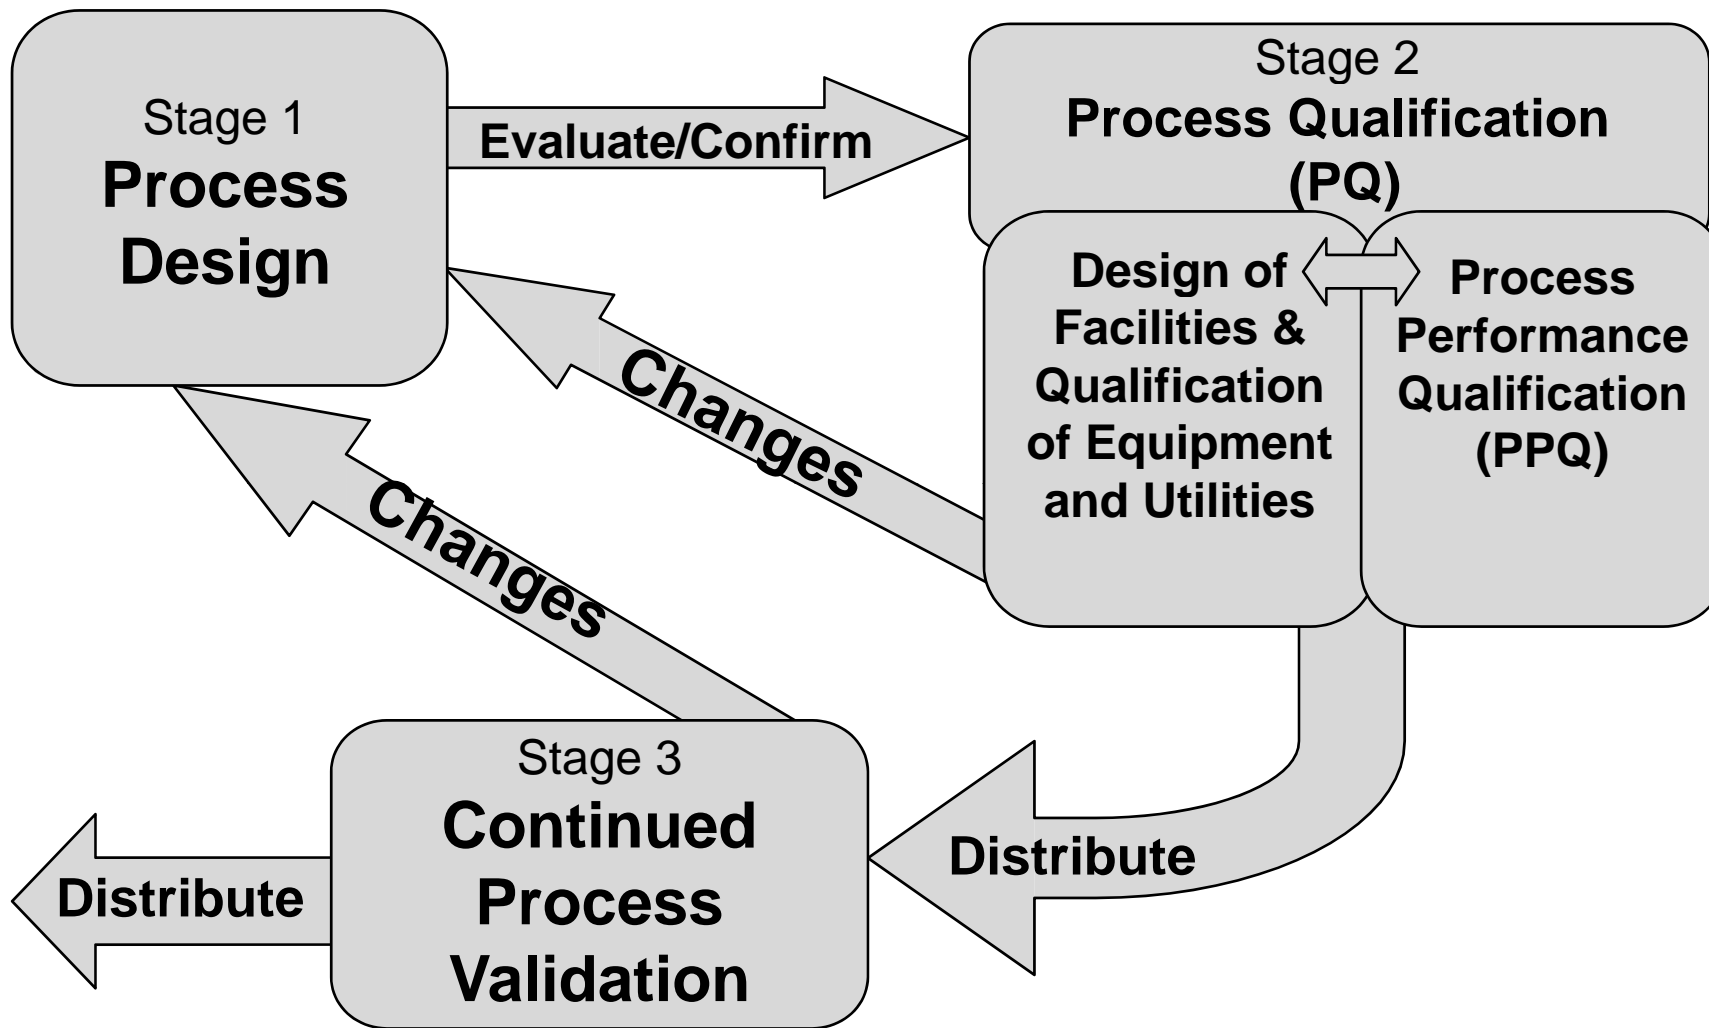 Stage 1
Process
Design
Evaluate/Confirm
Stage 2
Process Qualification
(PQ)
Design of
Facilities &
Qualification
of Equipment
and Utilities
Process
Performance
Qualification
(PPQ)
Changes
Changes
Stage 3
Continued
Process
Validation
Distribute
Distribute